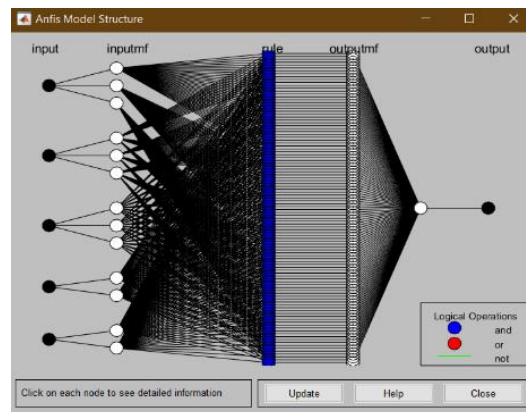 Anfis Model Structure
input inputmf rule outputmf output
Logical Operations
and
or
not
Click on each node to see detailed information
Update Help Close